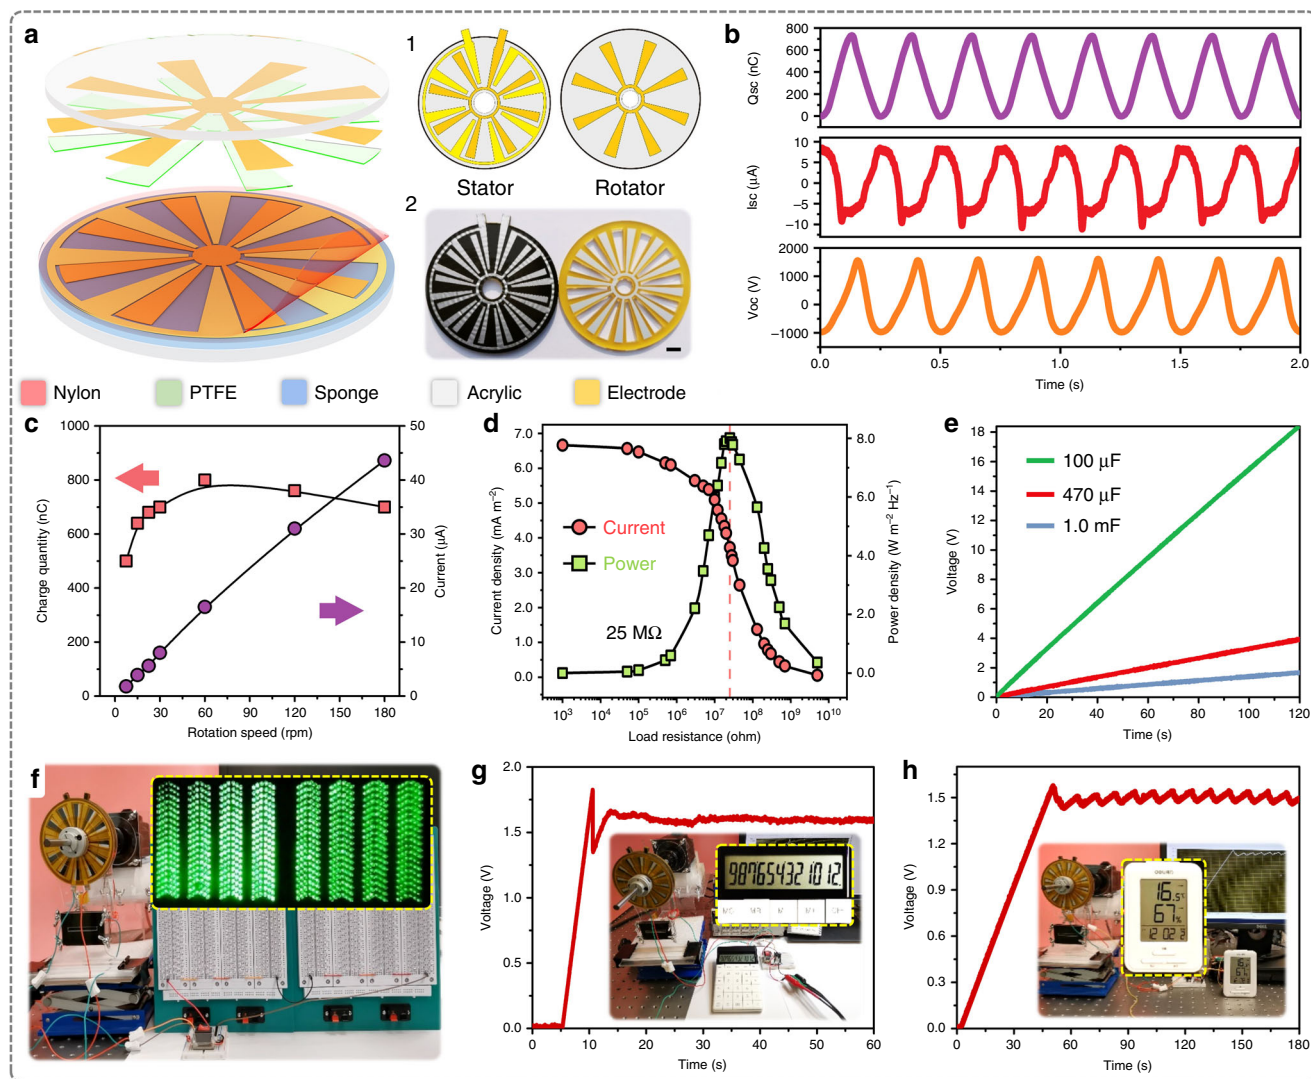 a
1
Stator
Rotator
2
Nylon
PTFE
Sponge
Acrylic
Electrode
b
Qsc (nC)
800
600
400
200
0
Isc (μA)
10
5
0
−5
−10
Voc (V)
2000
1000
0
−1000
0.0
0.5
1.0
1.5
2.0
Time (s)
c
Charge quantity (nC)
1000
800
600
400
200
0
50
40
30
20
10
0
Current (μA)
0
30
60
90
120
150
180
Rotation speed (rpm)
d
Current density (mA m⁻²)
7.0
6.0
5.0
4.0
3.0
2.0
1.0
0.0
Current
Power
25 MΩ
8.0
6.0
4.0
2.0
0.0
Power density (W m⁻² Hz⁻¹)
10³
10⁴
10⁵
10⁶
10⁷
10⁸
10⁹
10¹⁰
Load resistance (ohm)
e
Voltage (V)
18
16
14
12
10
8
6
4
2
0
100 μF
470 μF
1.0 mF
0
20
40
60
80
100
120
Time (s)
f
g
Voltage (V)
2.0
1.6
1.2
0.8
0.4
0.0
987654321012.
0
10
20
30
40
50
60
Time (s)
h
Voltage (V)
1.5
1.2
0.9
0.6
0.3
0.0
16.5°C
67%
0
30
60
90
120
150
180
Time (s)